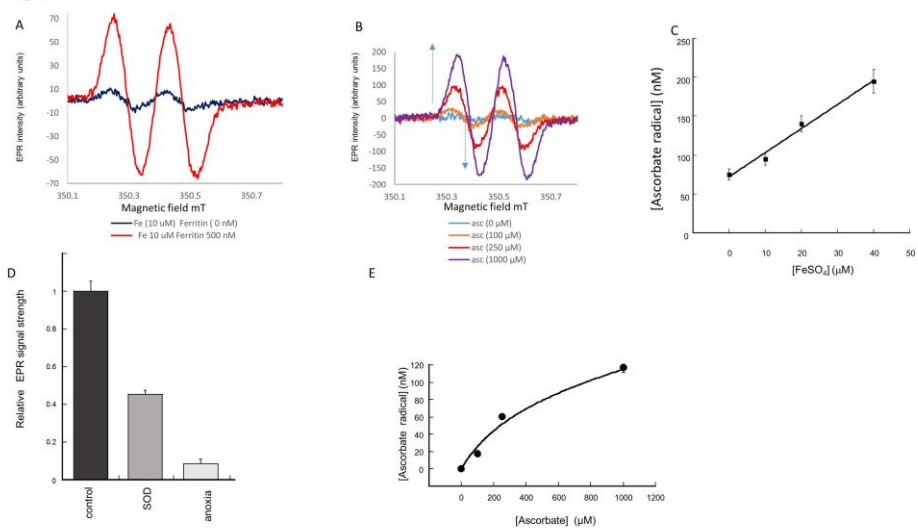 A
EPR intensity (arbitrary units)
70
50
30
10
-10
-30
-50
-70
350.1
350.3
350.5
350.7
Magnetic field mT
Fe (10 uM) Ferritin ( 0 nM)
Fe 10 uM Ferritin 500 nM
B
EPR intensity (arbitrary units)
200
150
100
50
0
-50
-100
-150
-200
350.1
350.3
350.5
350.7
Magnetic field mT
asc (0 µM)
asc (100 µM)
asc (250 µM)
asc (1000 µM)
C
[Ascorbate radical] (nM)
250
200
150
100
50
0
0
10
20
30
40
50
[FeSO₄] (µM)
D
Relative EPR signal strength
1
0.8
0.6
0.4
0.2
0
control
SOD
anoxia
E
[Ascorbate radical] (nM)
120
100
80
60
40
20
0
0
200
400
600
800
1000
1200
[Ascorbate] (µM)